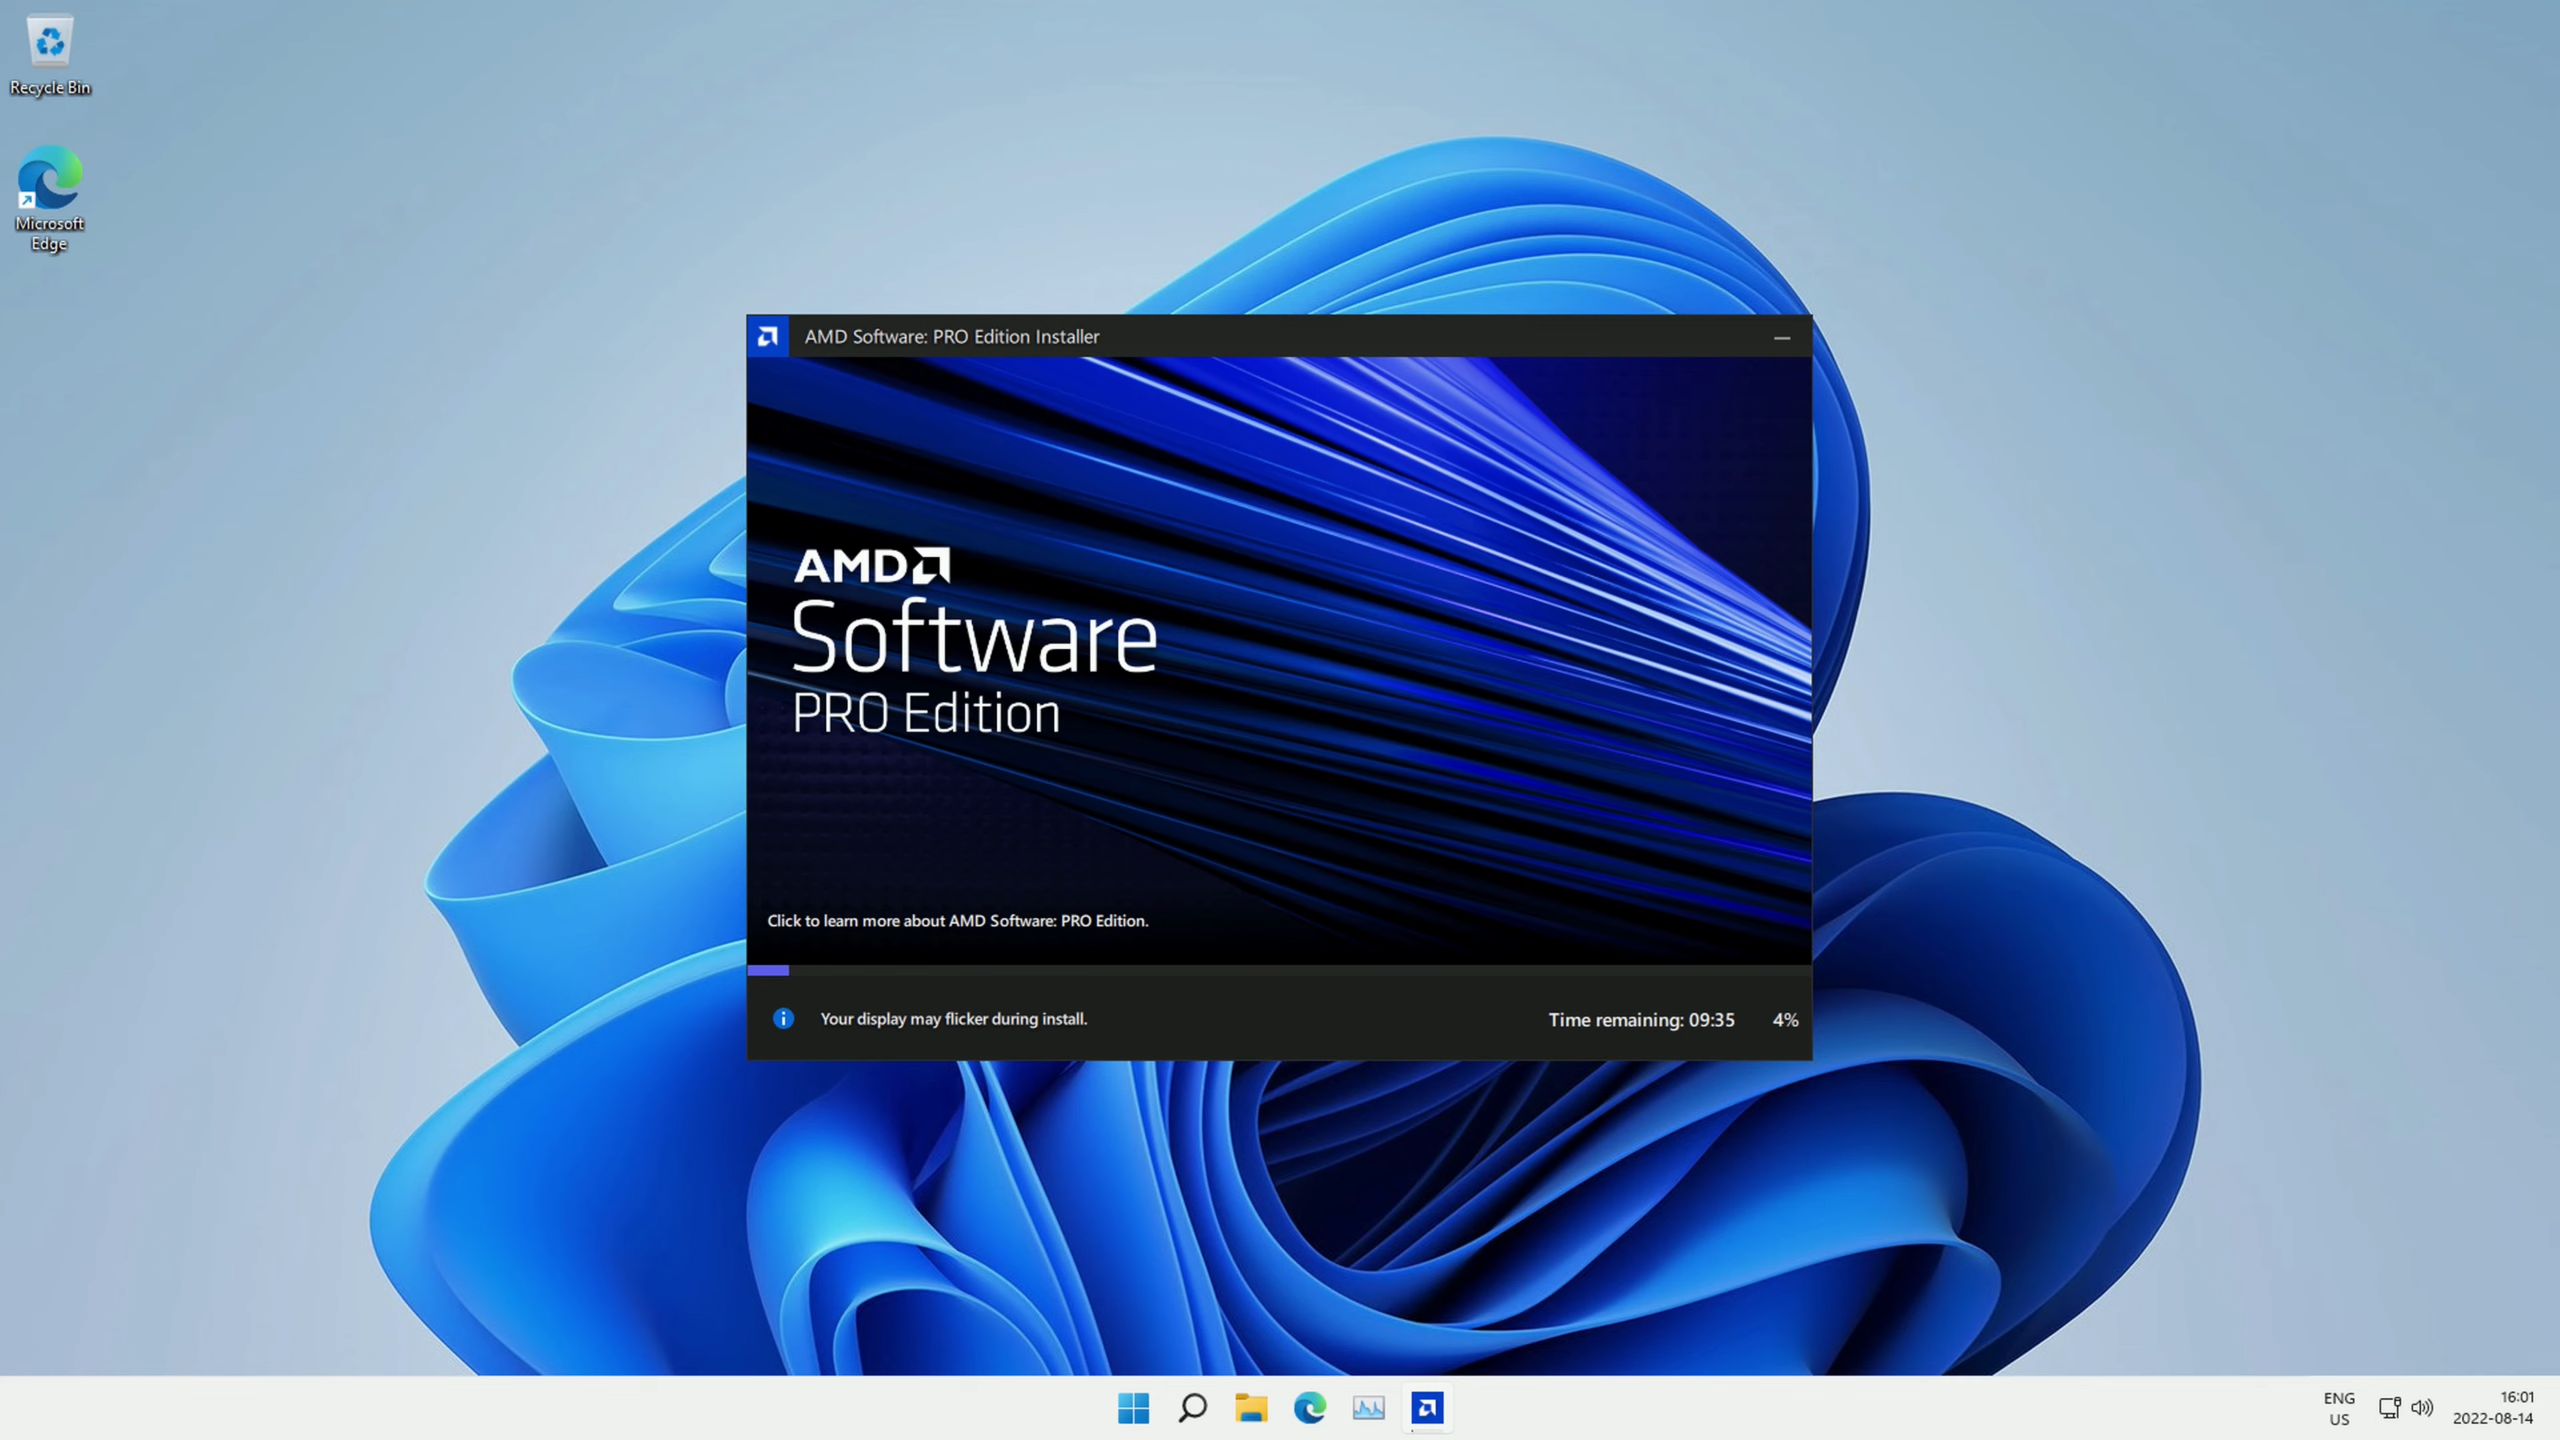 Recycle Bin
Microsoft
Edge
AMD Software: PRO Edition Installer
AMD
Software
PRO Edition
Click to learn more about AMD Software: PRO Edition.
Your display may flicker during install.
Time remaining: 09:35
4%
ENG
US
16:01
2022-08-14